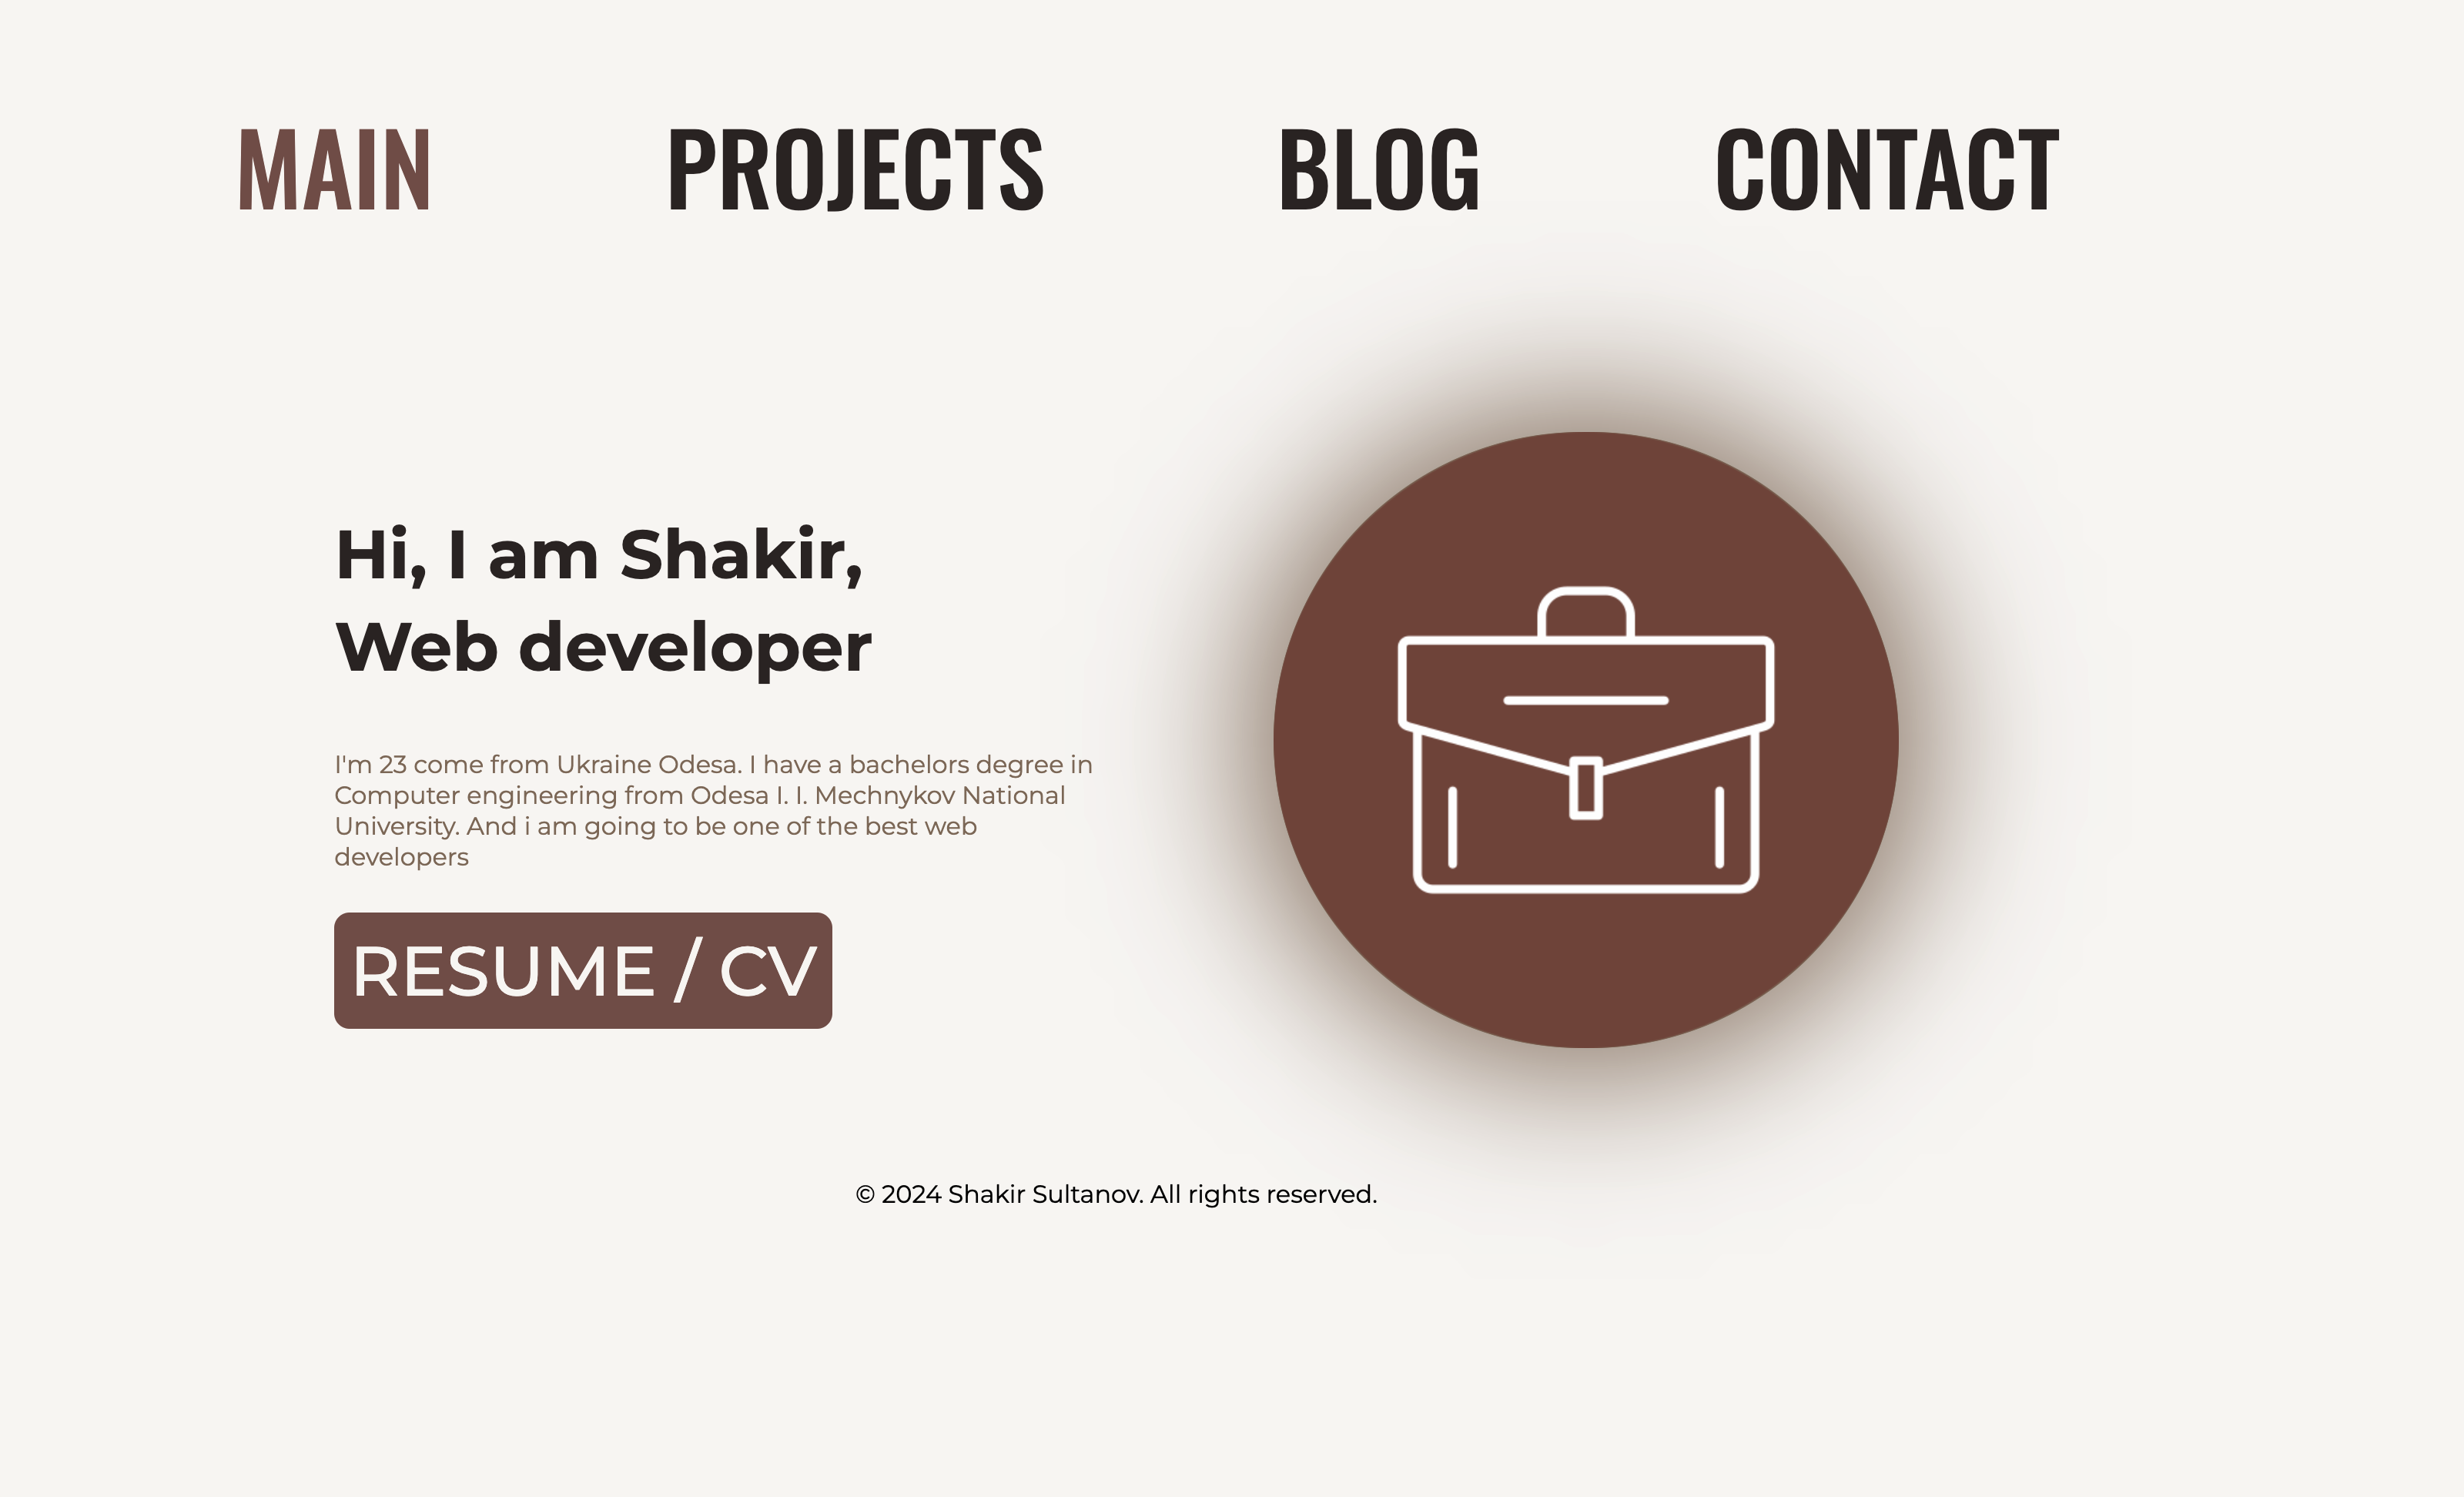 MAIN PROJECTS BLOG CONTACT
Hi, I am Shakir,
Web developer
I'm 23 come from Ukraine Odesa. I have a bachelors degree in
Computer engineering from Odesa I. I. Mechnykov National
University. And i am going to be one of the best web
developers
RESUME / CV
© 2024 Shakir Sultanov. All rights reserved.